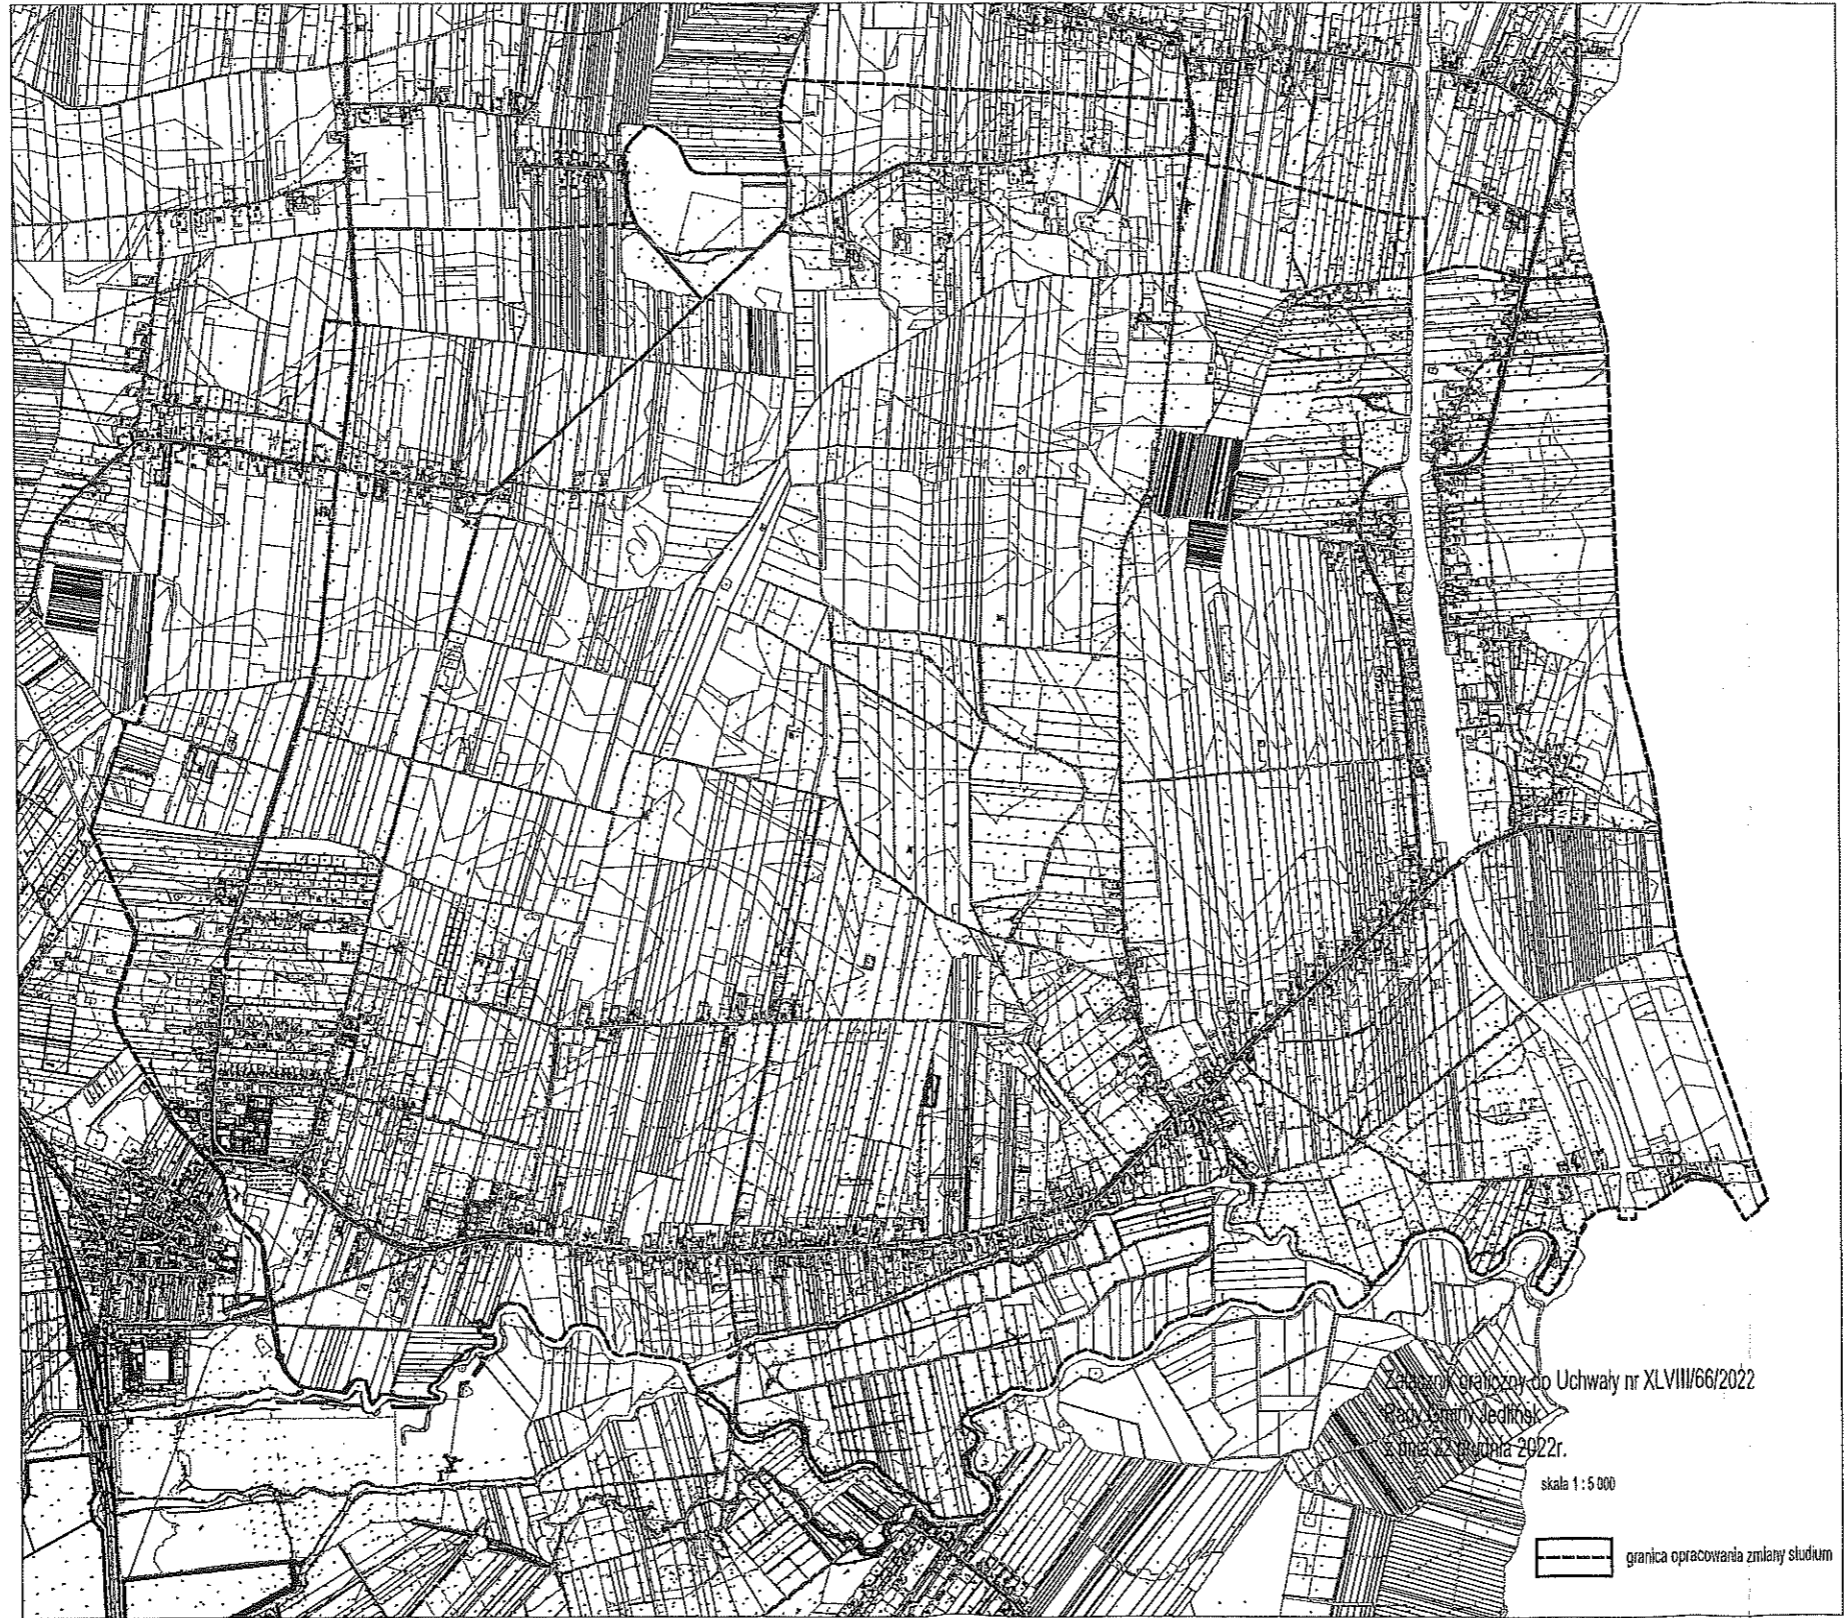 Załącznik graficzny do Uchwały nr XLVIII/66/2022
Rady Gminy Jedlińsk
z dnia 22 grudnia 2022r.
skala 1 : 5 000
granica opracowania zmiany studium